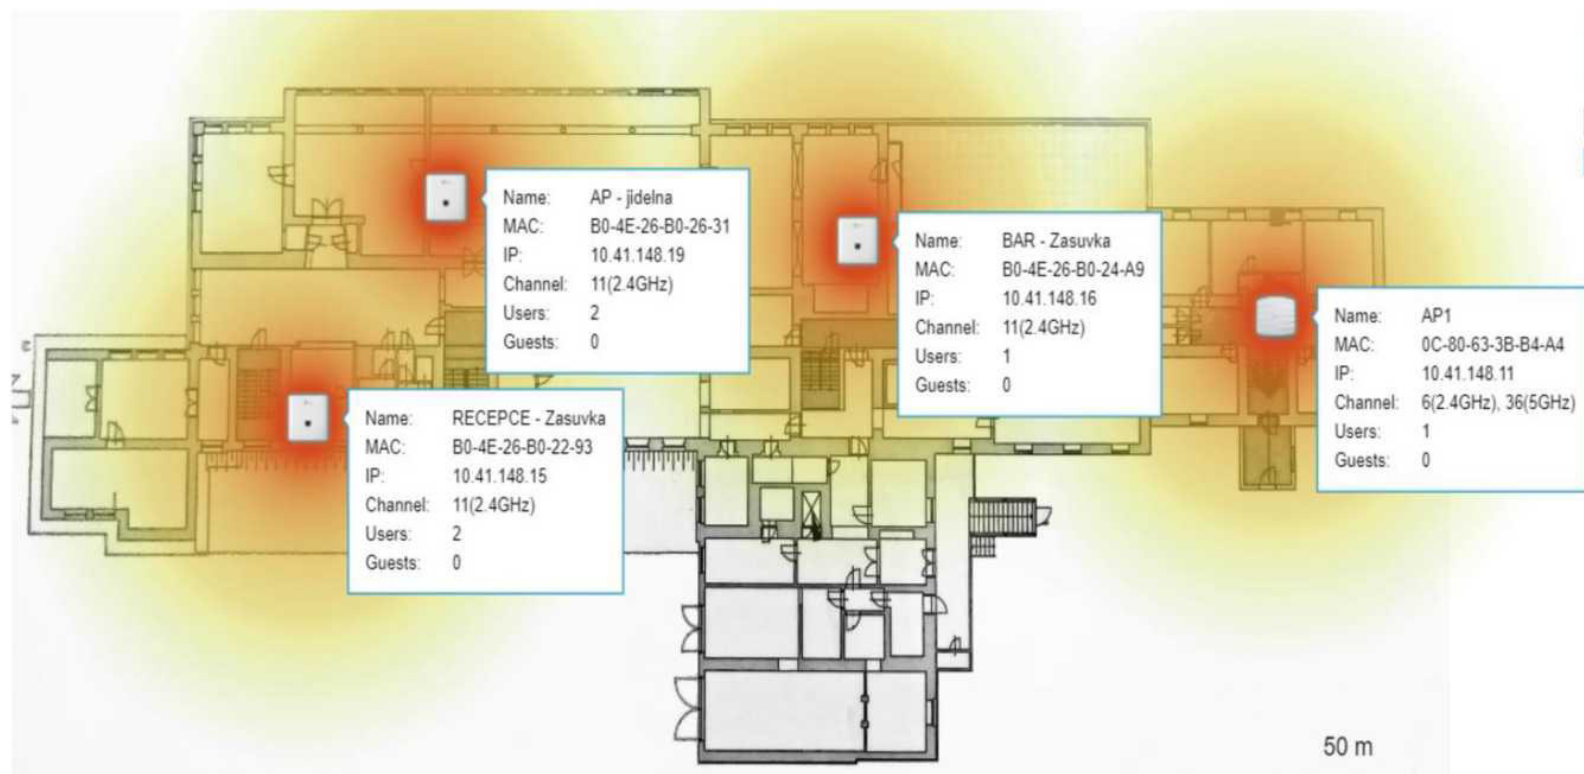 Name: AP - jidelna
MAC: B0-4E-26-B0-26-31
IP: 10.41.148.19
Channel: 11(2.4GHz)
Users: 2
Guests: 0
Name: BAR - Zasuvka
MAC: B0-4E-26-B0-24-A9
IP: 10.41.148.16
Channel: 11(2.4GHz)
Users: 1
Guests: 0
Name: AP1
MAC: 0C-80-63-3B-B4-A4
IP: 10.41.148.11
Channel: 6(2.4GHz), 36(5GHz)
Users: 1
Guests: 0
Name: RECEPCE - Zasuvka
MAC: B0-4E-26-B0-22-93
IP: 10.41.148.15
Channel: 11(2.4GHz)
Users: 2
Guests: 0
50 m